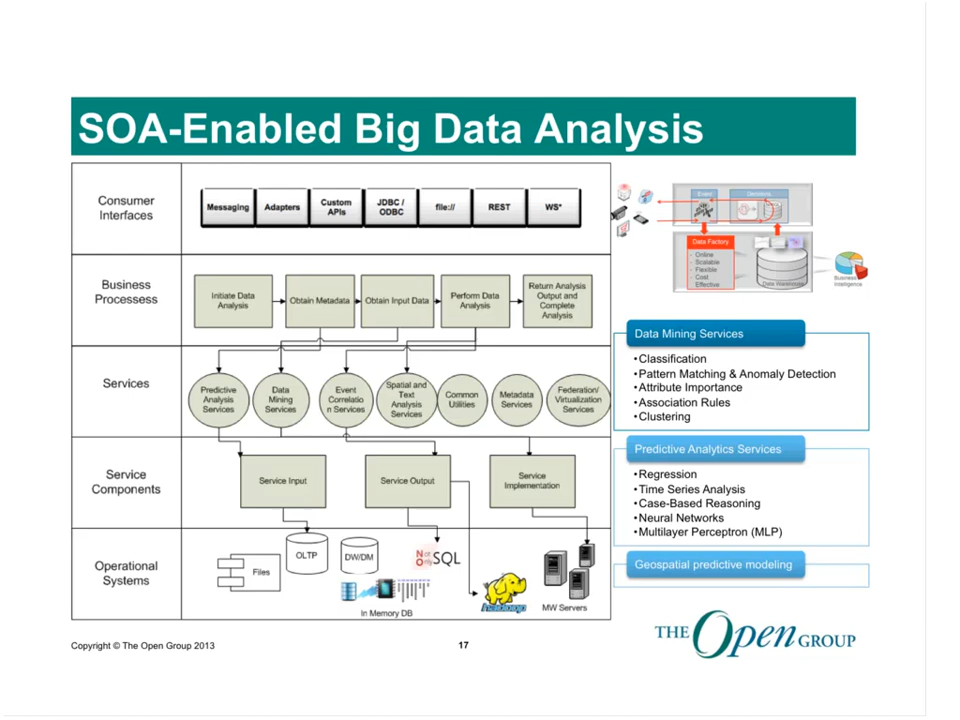 SOA-Enabled Big Data Analysis
Consumer
Interfaces
Messaging
Adapters
Custom
APIs
JDBC /
ODBC
file://
REST
WS*
Business
Processess
Initiate Data
Analysis
Obtain Metadata
Obtain Input Data
Perform Data
Analysis
Return Analysis
Output and
Complete
Analysis
Services
Predictive
Analysis
Services
Data
Mining
Services
Event
Correlatio
n Services
Spatial and
Text
Analysis
Services
Common
Utilities
Metadata
Services
Federation/
Virtualization
Services
Service
Components
Service Input
Service Output
Service
Implementation
Operational
Systems
Files
OLTP
DW/DM
In Memory DB
Not
Only SQL
hadoop
MW Servers
Event
Data Factory
- Online
- Scalable
- Flexible
- Cost
Effective
Data Warehouse
Business
Intelligence
Data Mining Services
•Classification
•Pattern Matching & Anomaly Detection
•Attribute Importance
•Association Rules
•Clustering
Predictive Analytics Services
•Regression
•Time Series Analysis
•Case-Based Reasoning
•Neural Networks
•Multilayer Perceptron (MLP)
Geospatial predictive modeling
Copyright © The Open Group 2013
17
THE Open GROUP